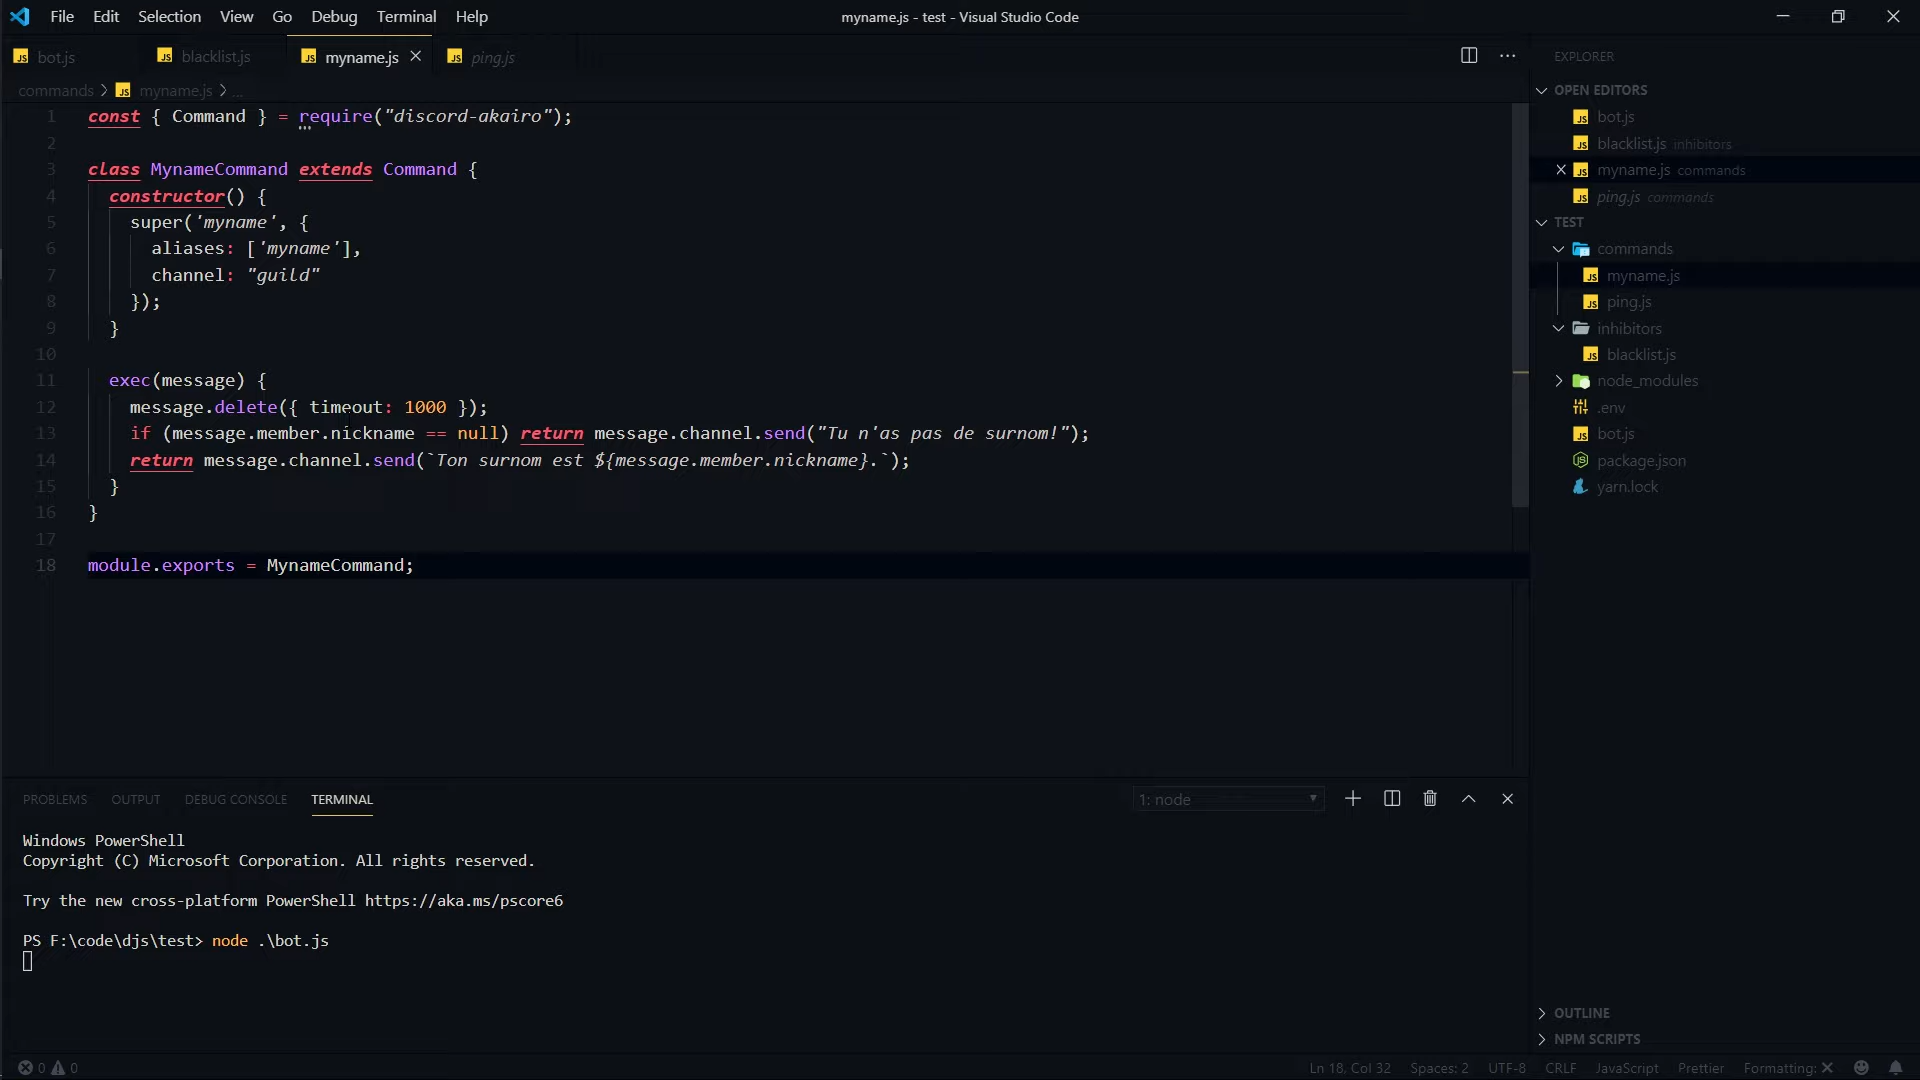 File Edit Selection View Go Debug Terminal Help
myname.js - test - Visual Studio Code
bot.js
blacklist.js
myname.js
ping.js
commands > myname.js > ...
1 const { Command } = require("discord-akairo");
2
3 class MynameCommand extends Command {
4 constructor() {
5 super('myname', {
6 aliases: ['myname'],
7 channel: "guild"
8 });
9 }
10
11 exec(message) {
12 message.delete({ timeout: 1000 });
13 if (message.member.nickname == null) return message.channel.send("Tu n'as pas de surnom!");
14 return message.channel.send(`Ton surnom est ${message.member.nickname}.`);
15 }
16 }
17
18 module.exports = MynameCommand;
EXPLORER
OPEN EDITORS
bot.js
blacklist.js inhibitors
myname.js commands
ping.js commands
TEST
commands
myname.js
ping.js
inhibitors
blacklist.js
node_modules
.env
bot.js
package.json
yarn.lock
OUTLINE
NPM SCRIPTS
PROBLEMS OUTPUT DEBUG CONSOLE TERMINAL
1: node
Windows PowerShell
Copyright (C) Microsoft Corporation. All rights reserved.
Try the new cross-platform PowerShell https://aka.ms/pscore6
PS F:\code\djs\test> node .\bot.js
0 0
Ln 18, Col 32 Spaces: 2 UTF-8 CRLF JavaScript Prettier Formatting: ✕